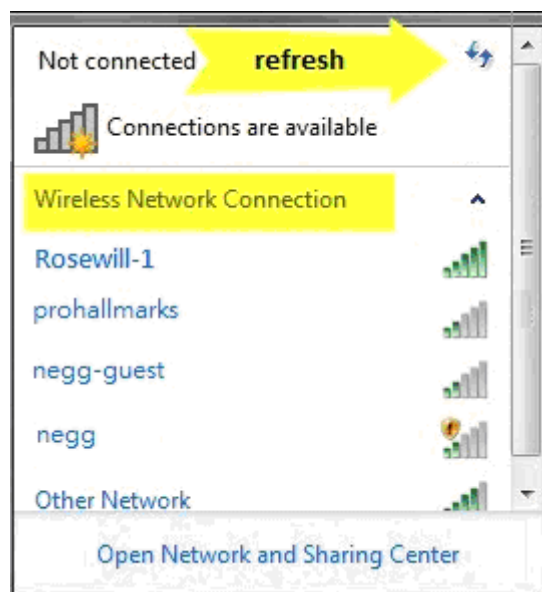 Not connected refresh
Connections are available
Wireless Network Connection
Rosewill-1
prohallmarks
negg-guest
negg
Other Network
Open Network and Sharing Center